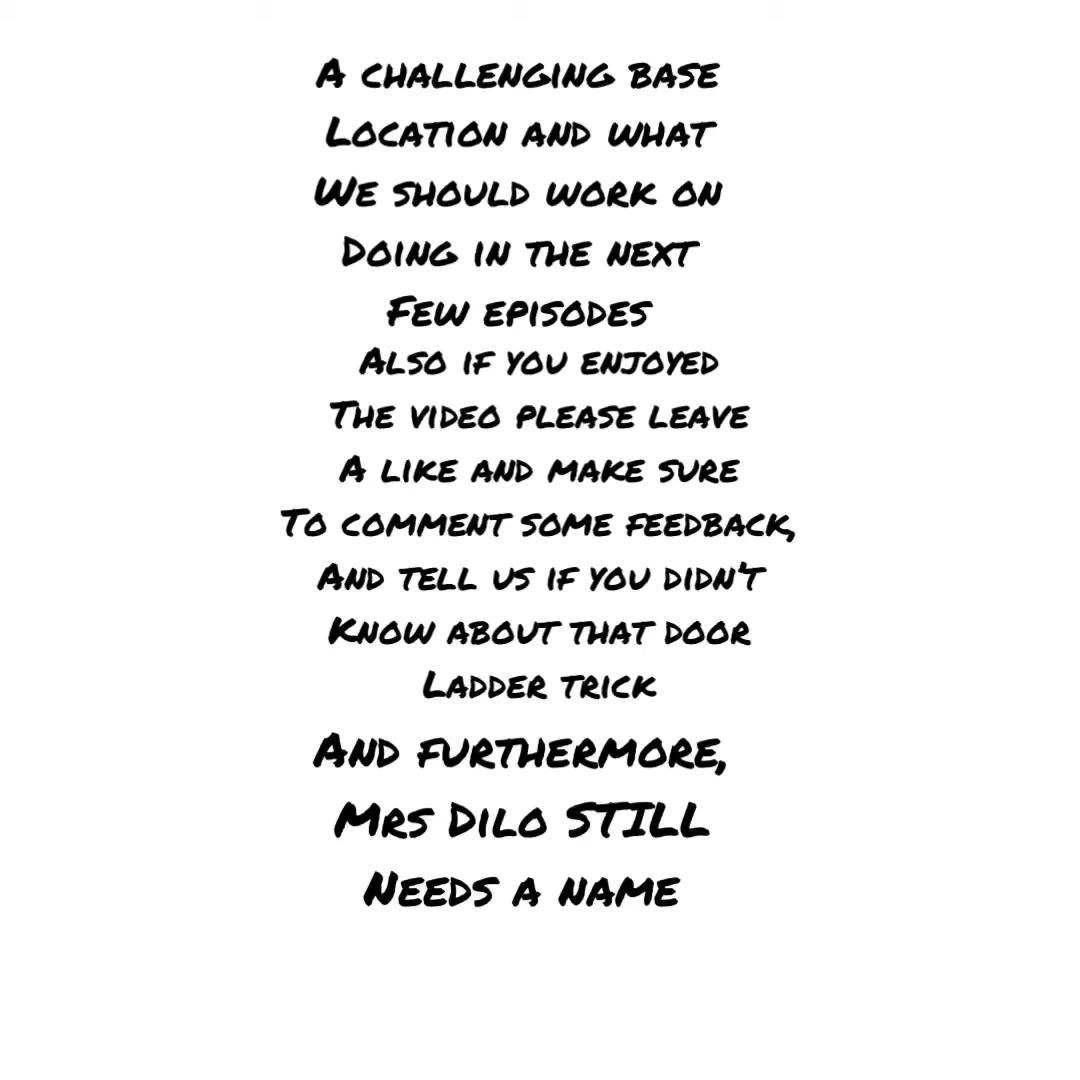 A challenging base
Location and what
We should work on
Doing in the next
Few episodes
Also if you enjoyed
The video please leave
A like and make sure
To comment some feedback,
And tell us if you didn't
Know about that door
Ladder trick
And furthermore,
Mrs Dilo STILL
Needs a name